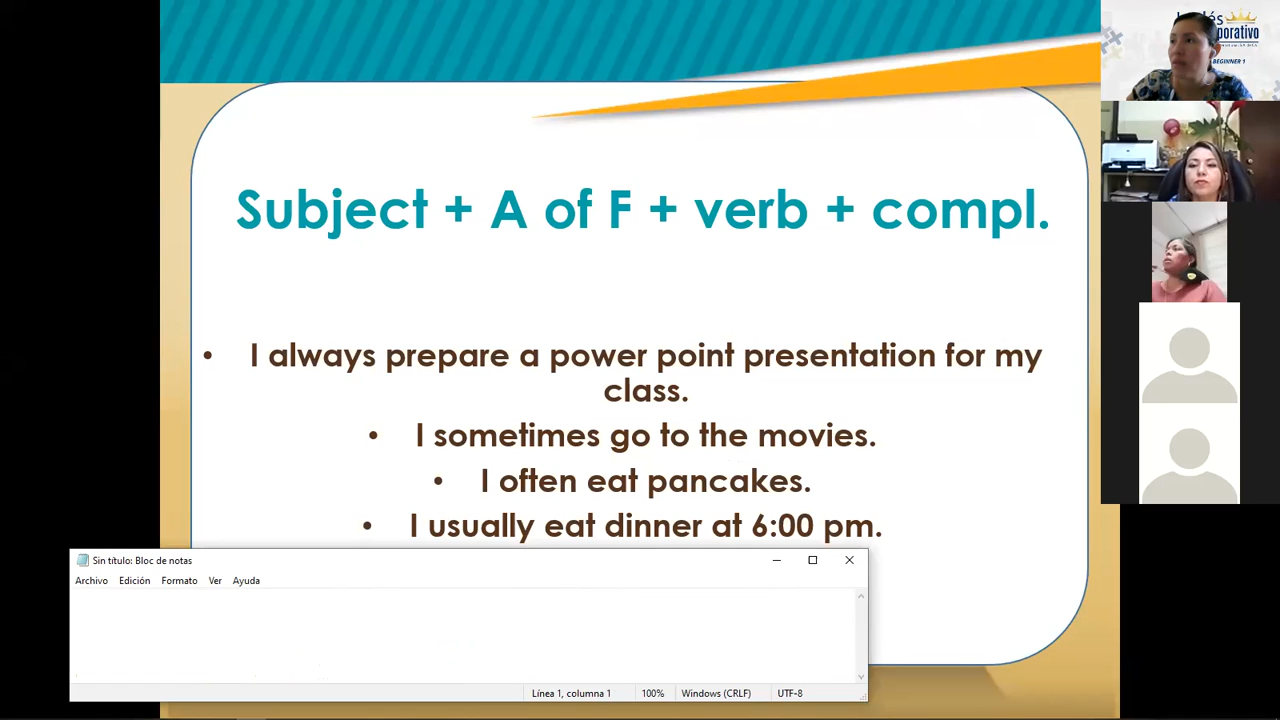 Subject + A of F + verb + compl.
• I always prepare a power point presentation for my
class.
• I sometimes go to the movies.
• I often eat pancakes.
• I usually eat dinner at 6:00 pm.
Sin título: Bloc de notas
Archivo Edición Formato Ver Ayuda
Línea 1, columna 1 100% Windows (CRLF) UTF-8
BEGINNER 1